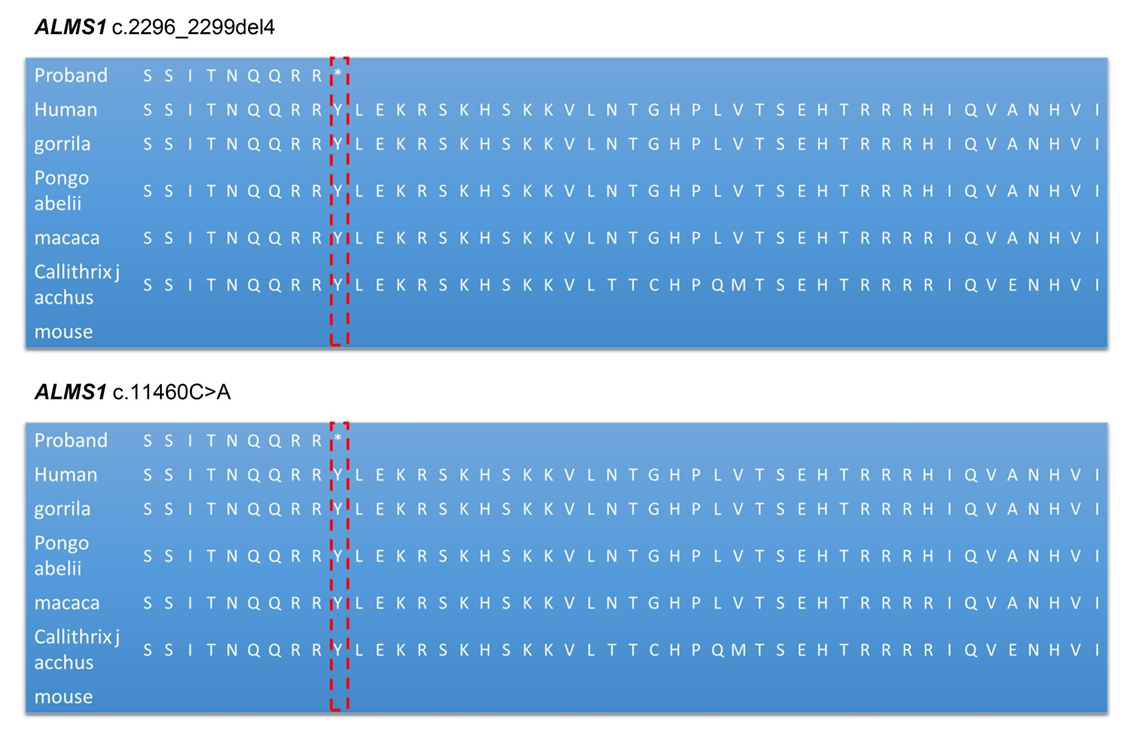 ALMS1 c.2296_2299del4
Proband S S I T N Q Q R R *
Human S S I T N Q Q R R Y L E K R S K H S K K V L N T G H P L V T S E H T R R R H I Q V A N H V I
gorrila S S I T N Q Q R R Y L E K R S K H S K K V L N T G H P L V T S E H T R R R H I Q V A N H V I
Pongo
abelii
S S I T N Q Q R R Y L E K R S K H S K K V L N T G H P L V T S E H T R R R H I Q V A N H V I
macaca S S I T N Q Q R R Y L E K R S K H S K K V L N T G H P L V T S E H T R R R R I Q V A N H V I
Callithrix j
acchus
S S I T N Q Q R R Y L E K R S K H S K K V L T T C H P Q M T S E H T R R R R I Q V E N H V I
mouse
ALMS1 c.11460C>A
Proband S S I T N Q Q R R *
Human S S I T N Q Q R R Y L E K R S K H S K K V L N T G H P L V T S E H T R R R H I Q V A N H V I
gorrila S S I T N Q Q R R Y L E K R S K H S K K V L N T G H P L V T S E H T R R R H I Q V A N H V I
Pongo
abelii
S S I T N Q Q R R Y L E K R S K H S K K V L N T G H P L V T S E H T R R R H I Q V A N H V I
macaca S S I T N Q Q R R Y L E K R S K H S K K V L N T G H P L V T S E H T R R R R I Q V A N H V I
Callithrix j
acchus
S S I T N Q Q R R Y L E K R S K H S K K V L T T C H P Q M T S E H T R R R R I Q V E N H V I
mouse